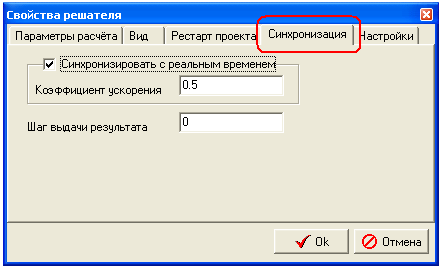 Свойства решателя
Параметры расчёта Вид Рестарт проекта Синхронизация Настройки
Синхронизировать с реальным временем
Коэффициент ускорения 0.5
Шаг выдачи результата 0
Ok Отмена